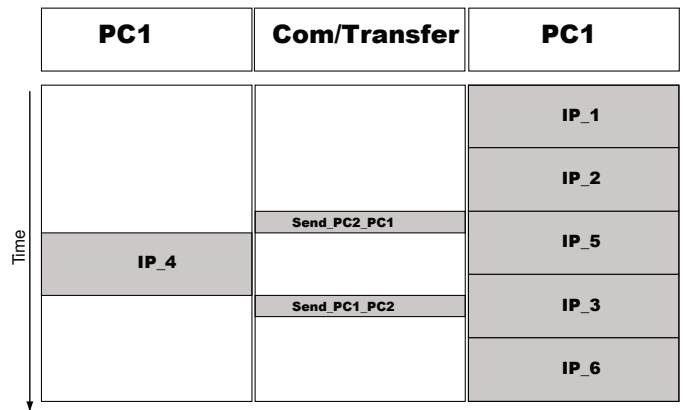 PC1
Com/Transfer
PC1
Time
IP_1
IP_2
Send_PC2_PC1
IP_5
IP_4
Send_PC1_PC2
IP_3
IP_6